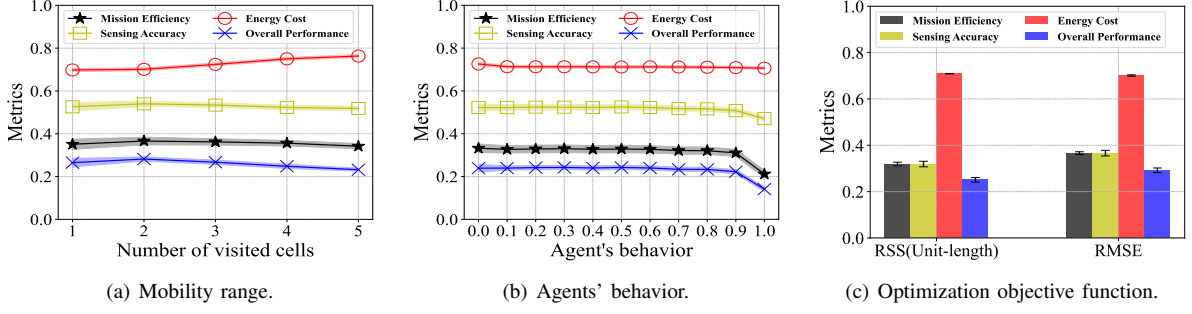 Mission Efficiency
Energy Cost
Sensing Accuracy
Overall Performance
1.0
0.8
0.6
0.4
0.2
0.0
Metrics
1 2 3 4 5
Number of visited cells
(a) Mobility range.
Mission Efficiency
Energy Cost
Sensing Accuracy
Overall Performance
1.0
0.8
0.6
0.4
0.2
0.0
Metrics
0.0 0.1 0.2 0.3 0.4 0.5 0.6 0.7 0.8 0.9 1.0
Agent's behavior
(b) Agents' behavior.
Mission Efficiency
Energy Cost
Sensing Accuracy
Overall Performance
1.0
0.8
0.6
0.4
0.2
0.0
Metrics
RSS(Unit-length) RMSE
(c) Optimization objective function.